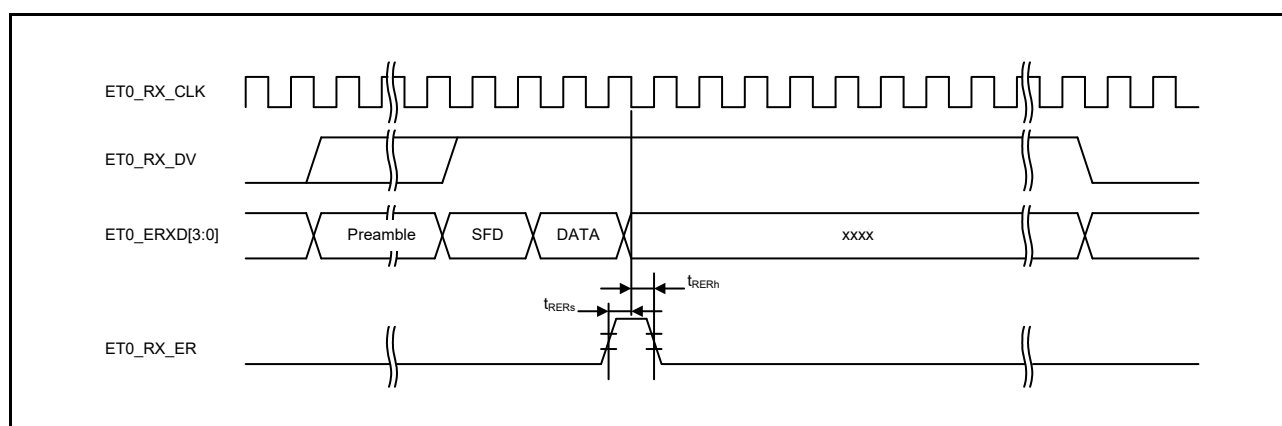 ET0_RX_CLK
ET0_RX_DV
ET0_ERXD[3:0]
Preamble
SFD
DATA
xxxx
tRERs
tRERh
ET0_RX_ER